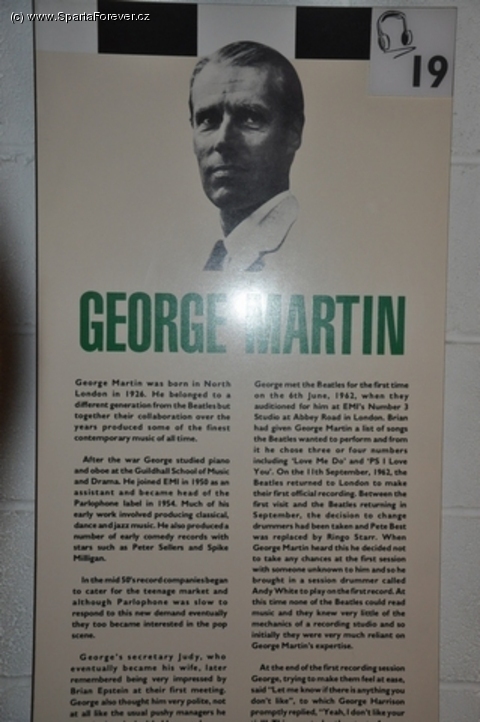 (c) www.SpartaForever.cz
19
GEORGE MARTIN
George Martin was born in North
London in 1926. He belonged to a
different generation from the Beatles but
together their collaboration over the
years produced some of the finest
contemporary music of all time.
After the war George studied piano
and oboe at the Guildhall School of Music
and Drama. He joined EMI in 1950 as an
assistant and became head of the
Parlophone label in 1954. Much of his
early work involved producing classical,
dance and jazz music. He also produced a
number of early comedy records with
stars such as Peter Sellers and Spike
Milligan.
In the mid 50's record companies began
to cater for the teenage market and
although Parlophone was slow to
respond to this new demand eventually
they too became interested in the pop
scene.
George's secretary Judy, who
eventually became his wife, later
remembered being very impressed by
Brian Epstein at their first meeting.
George also thought him very polite, not
at all like the usual pushy managers he
George met the Beatles for the first time
on the 6th June, 1962, when they
auditioned for him at EMI's Number 3
Studio at Abbey Road in London. Brian
had given George Martin a list of songs
the Beatles wanted to perform and from
it he chose three or four numbers
including 'Love Me Do' and 'PS I Love
You'. On the 11th September, 1962, the
Beatles returned to London to make
their first official recording. Between the
first visit and the Beatles returning in
September, the decision to change
drummers had been taken and Pete Best
was replaced by Ringo Starr. When
George Martin heard this he decided not
to take any chances at the first session
with someone unknown to him and so he
brought in a session drummer called
Andy White to play on the first record. At
this time none of the Beatles could read
music and they knew very little of the
mechanics of a recording studio and so
initially they were very much reliant on
George Martin's expertise.
At the end of the first recording session
George, trying to make them feel at ease,
said "Let me know if there is anything you
don't like", to which George Harrison
promptly replied, "Yeah, I don't like your